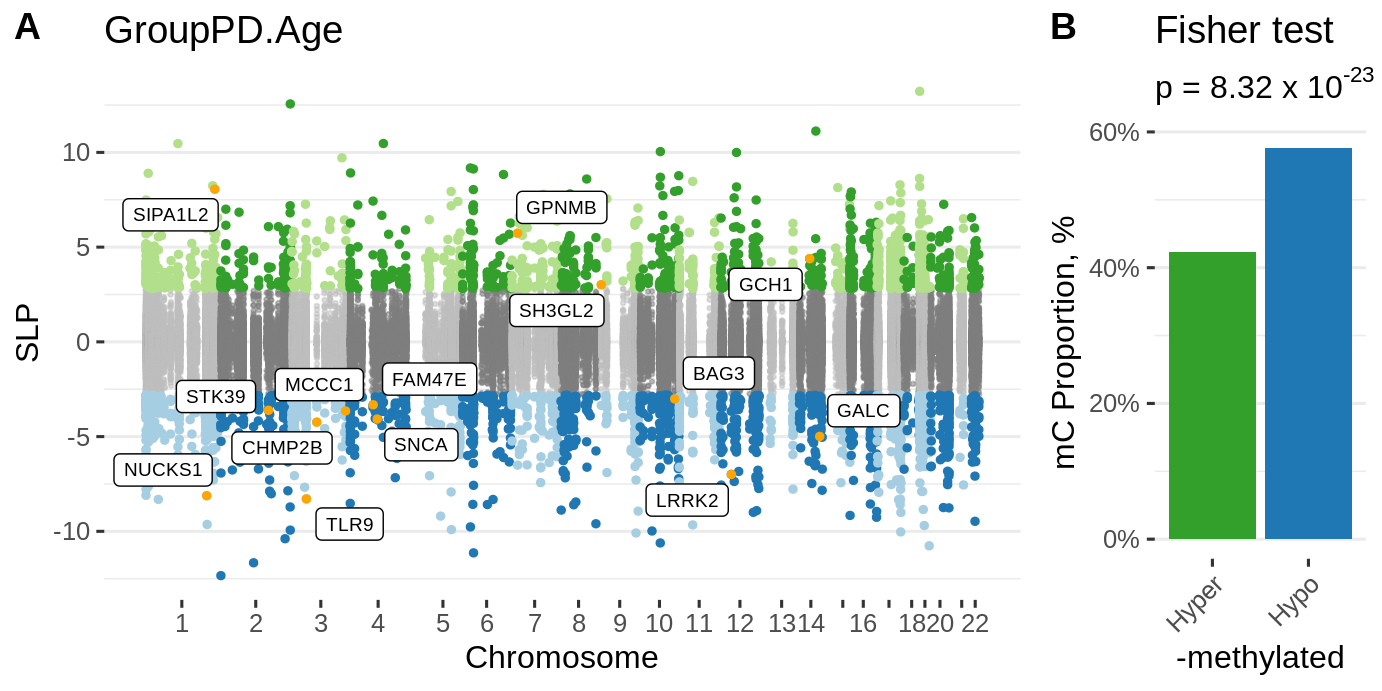 A
GroupPD.Age
SLP
10
5
0
-5
-10
SIPA1L2
GPNMB
GCH1
SH3GL2
STK39
MCCC1
FAM47E
BAG3
GALC
CHMP2B
SNCA
NUCKS1
LRRK2
TLR9
1 2 3 4 5 6 7 8 9 10 11 12 13 14 16 18 20 22
Chromosome
B
Fisher test
p = 8.32 x 10⁻²³
mC Proportion, %
60%
40%
20%
0%
Hyper
Hypo
-methylated